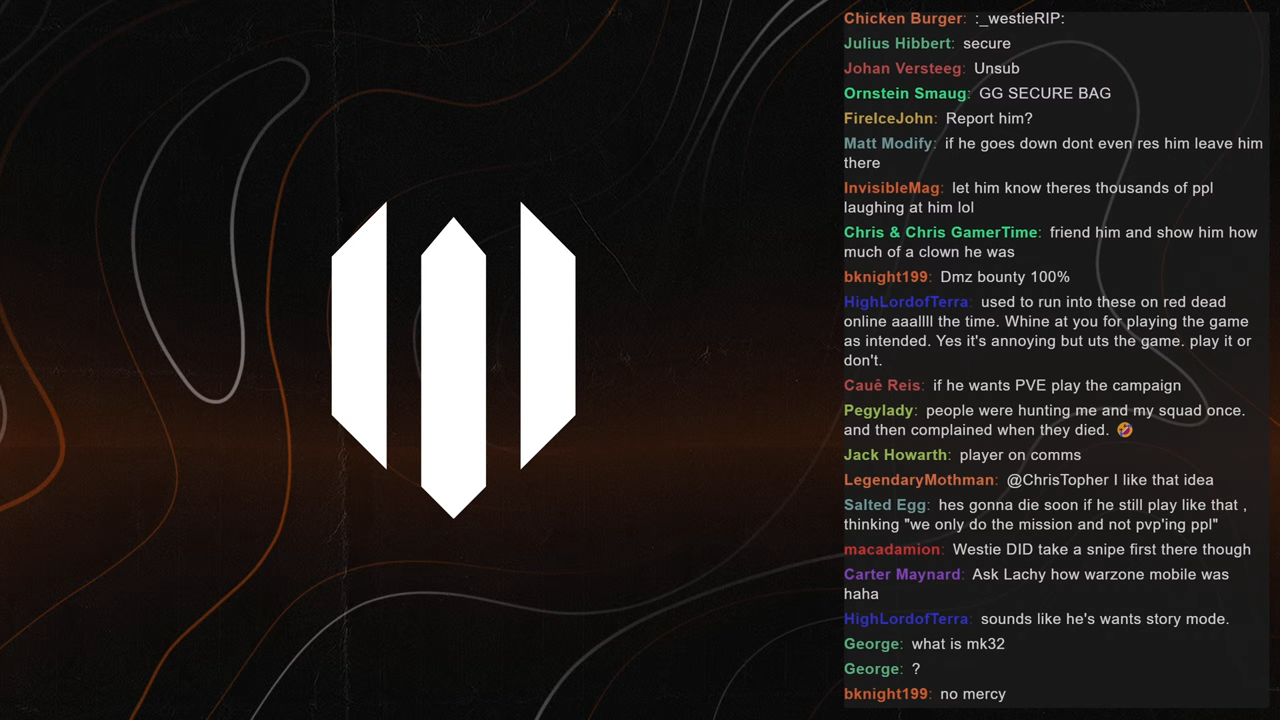 Chicken Burger: :_westieRIP:
Julius Hibbert: secure
Johan Versteeg: Unsub
Ornstein Smaug: GG SECURE BAG
FireIceJohn: Report him?
Matt Modify: if he goes down dont even res him leave him
there
InvisibleMag: let him know theres thousands of ppl
laughing at him lol
Chris & Chris GamerTime: friend him and show him how
much of a clown he was
bknight199: Dmz bounty 100%
HighLordofTerra: used to run into these on red dead
online aaallll the time. Whine at you for playing the game
as intended. Yes it's annoying but uts the game. play it or
don't.
Cauê Reis: if he wants PVE play the campaign
Pegylady: people were hunting me and my squad once.
and then complained when they died. 🤣
Jack Howarth: player on comms
LegendaryMothman: @ChrisTopher I like that idea
Salted Egg: hes gonna die soon if he still play like that ,
thinking "we only do the mission and not pvp'ing ppl"
macadamion: Westie DID take a snipe first there though
Carter Maynard: Ask Lachy how warzone mobile was
haha
HighLordofTerra: sounds like he's wants story mode.
George: what is mk32
George: ?
bknight199: no mercy